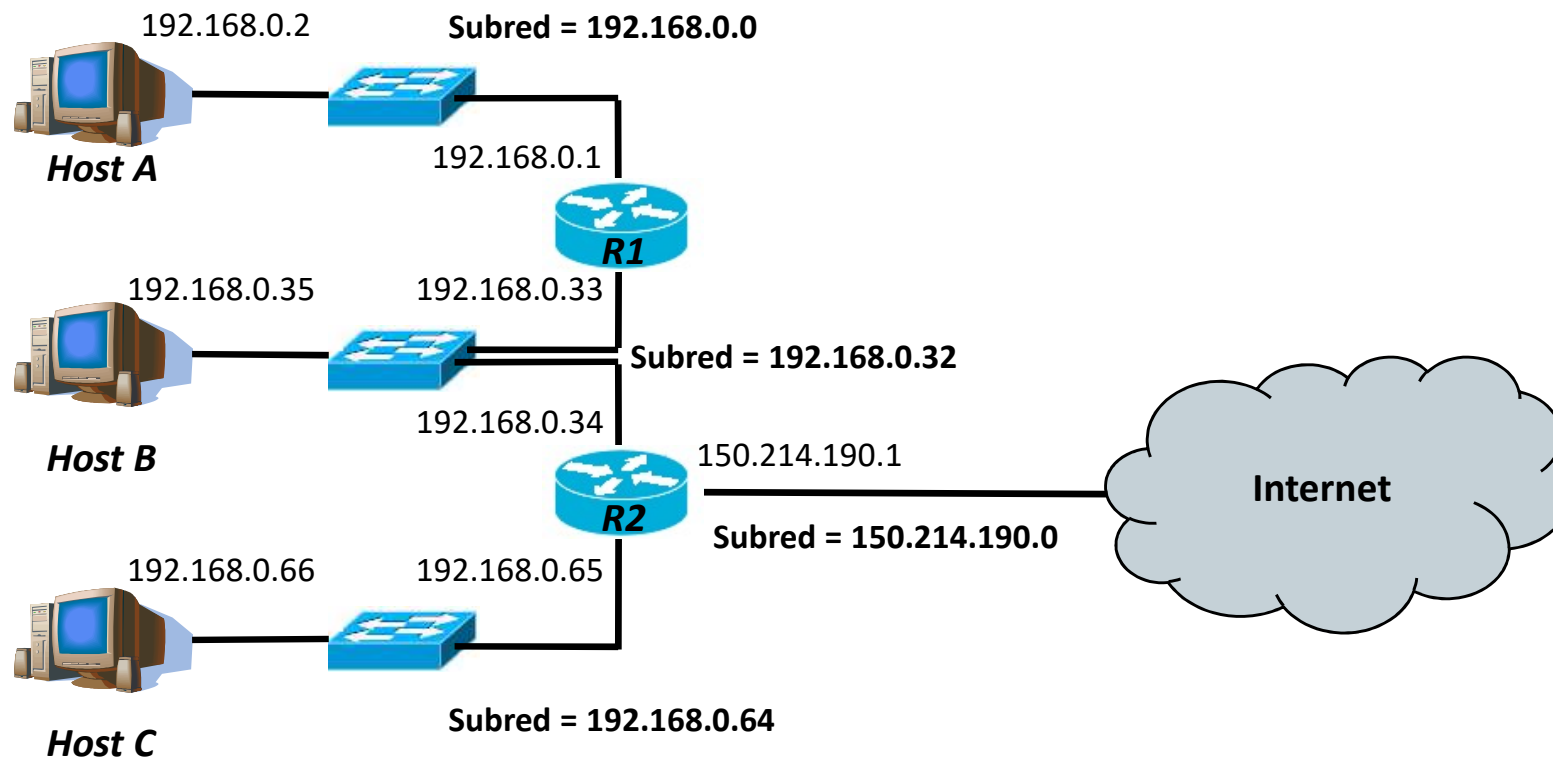 192.168.0.2
Subred = 192.168.0.0
Host A
192.168.0.1
R1
192.168.0.35
192.168.0.33
Subred = 192.168.0.32
Host B
192.168.0.34
150.214.190.1
Internet
R2
Subred = 150.214.190.0
192.168.0.66
192.168.0.65
Host C
Subred = 192.168.0.64